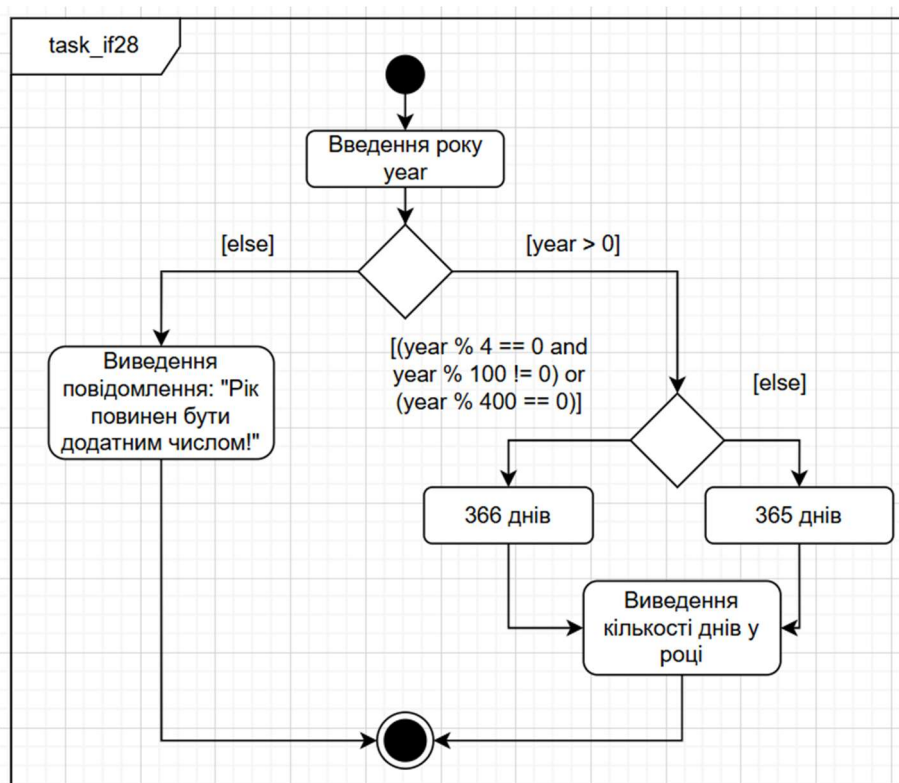 task_if28
Введення року
year
[else]
[year > 0]
Виведення
повідомлення: "Рік
повинен бути
додатним числом!"
[(year % 4 == 0 and
year % 100 != 0) or
(year % 400 == 0)]
[else]
366 днів
365 днів
Виведення
кількості днів у
році